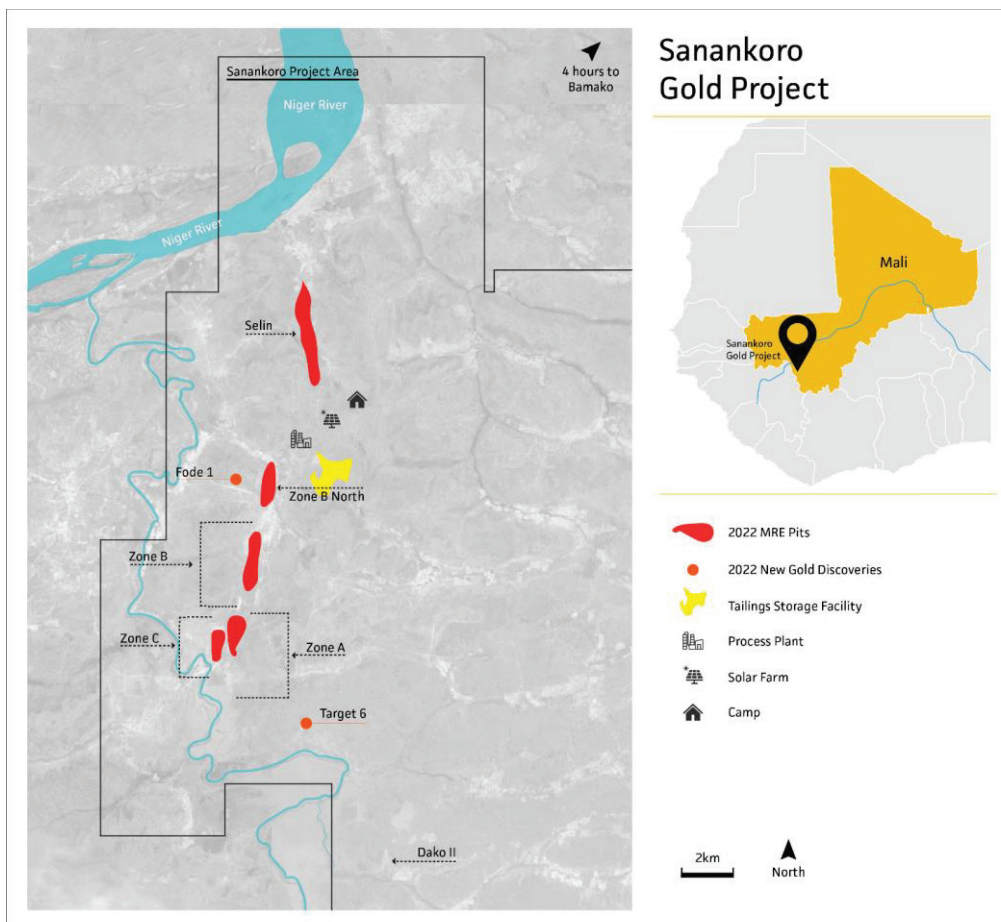 Sanankoro Project Area
Niger River
4 hours to
Bamako
Niger River
Selin
Fode 1
Zone B North
Zone B
Zone C
Zone A
Target 6
Dako II
Sanankoro
Gold Project
Mali
Sanankoro
Gold Project
2022 MRE Pits
2022 New Gold Discoveries
Tailings Storage Facility
Process Plant
Solar Farm
Camp
2km
North